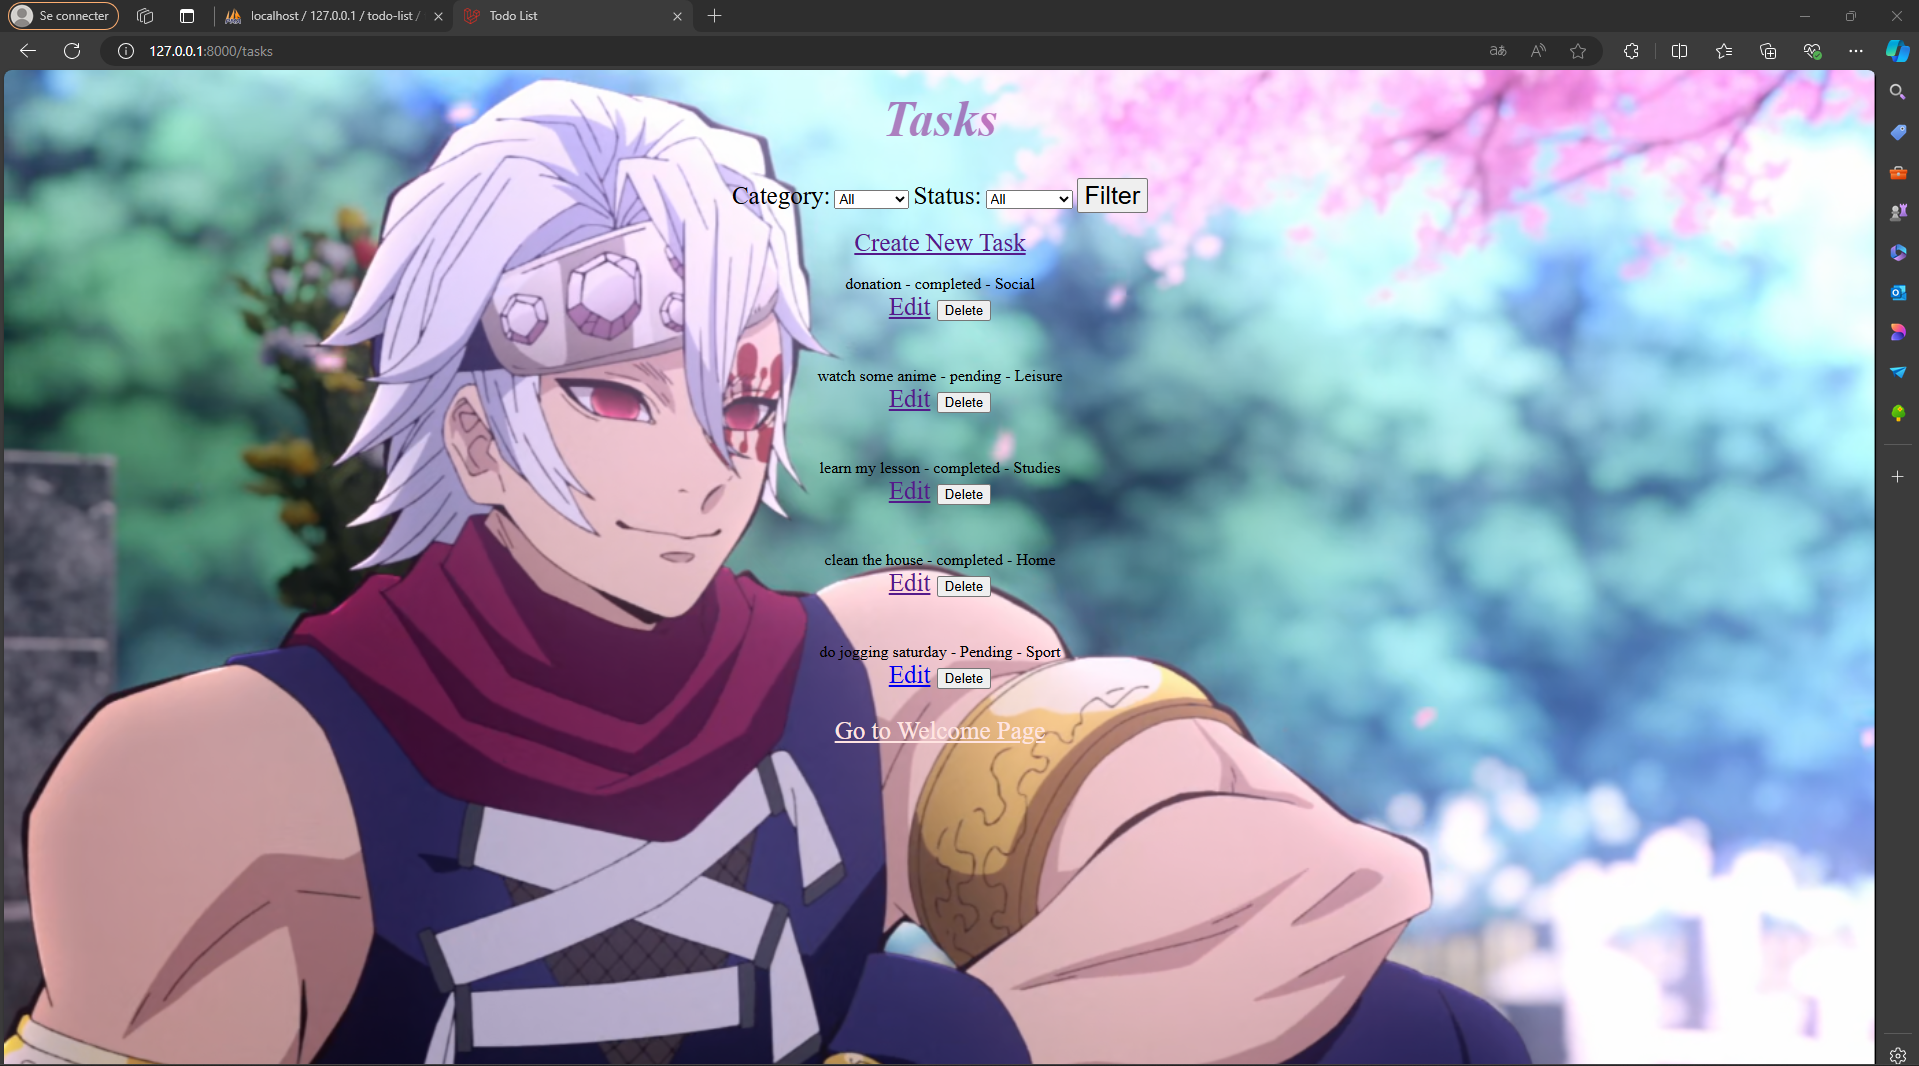 Se connecter
localhost / 127.0.0.1 / todo-list /
Todo List
127.0.0.1:8000/tasks
Tasks
Category: All Status: All Filter
Create New Task
donation - completed - Social
Edit Delete
watch some anime - pending - Leisure
Edit Delete
learn my lesson - completed - Studies
Edit Delete
clean the house - completed - Home
Edit Delete
do jogging saturday - Pending - Sport
Edit Delete
Go to Welcome Page